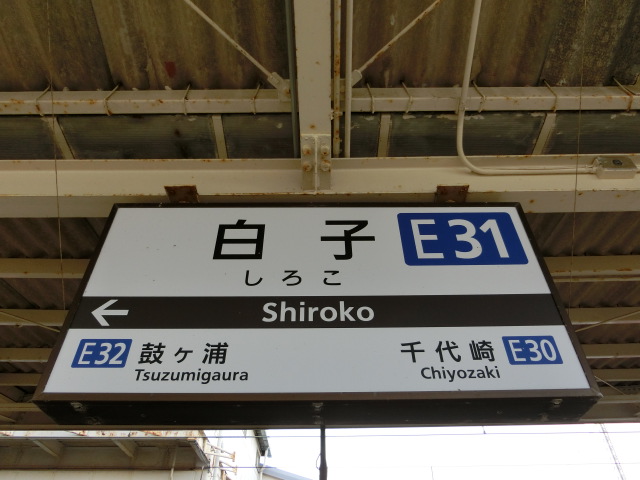 白子 E31
しろこ
← Shiroko
E32 鼓ヶ浦 千代崎 E30
Tsuzumigaura Chiyozaki